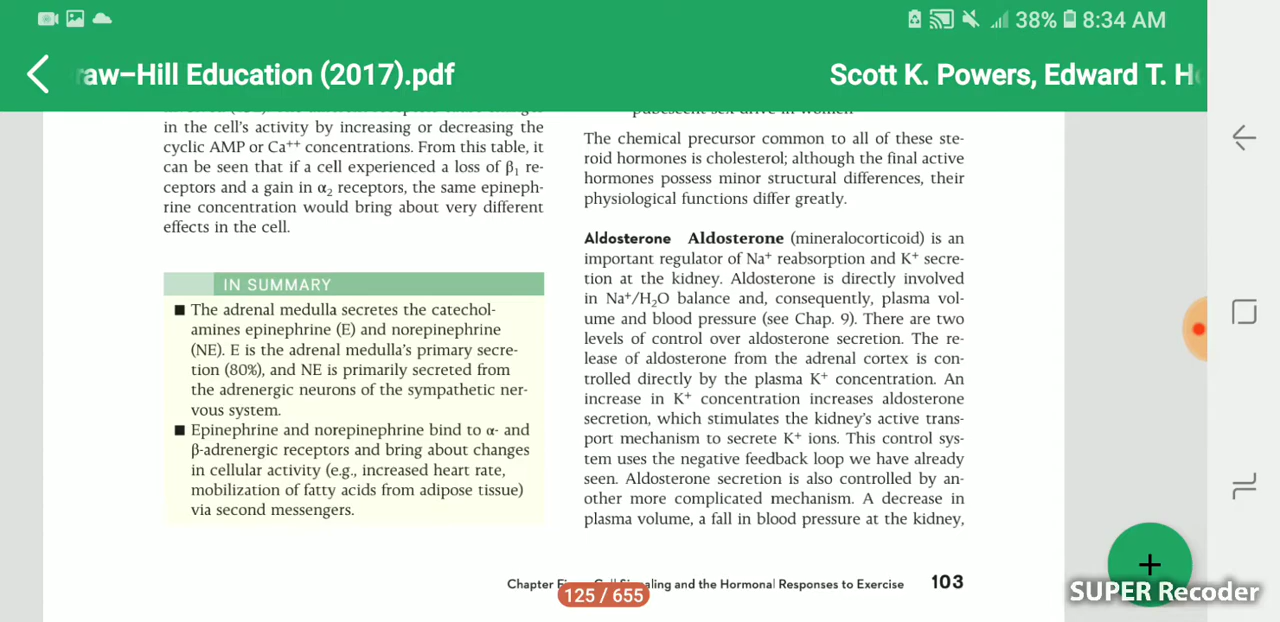 38% 8:34 AM
aw–Hill Education (2017).pdf
Scott K. Powers, Edward T. H
in the cell's activity by increasing or decreasing the
cyclic AMP or Ca⁺⁺ concentrations. From this table, it
can be seen that if a cell experienced a loss of β₁ re-
ceptors and a gain in α₂ receptors, the same epineph-
rine concentration would bring about very different
effects in the cell.
IN SUMMARY
■ The adrenal medulla secretes the catechol-
amines epinephrine (E) and norepinephrine
(NE). E is the adrenal medulla's primary secre-
tion (80%), and NE is primarily secreted from
the adrenergic neurons of the sympathetic ner-
vous system.
■ Epinephrine and norepinephrine bind to α- and
β-adrenergic receptors and bring about changes
in cellular activity (e.g., increased heart rate,
mobilization of fatty acids from adipose tissue)
via second messengers.
The chemical precursor common to all of these ste-
roid hormones is cholesterol; although the final active
hormones possess minor structural differences, their
physiological functions differ greatly.
Aldosterone Aldosterone (mineralocorticoid) is an
important regulator of Na⁺ reabsorption and K⁺ secre-
tion at the kidney. Aldosterone is directly involved
in Na⁺/H₂O balance and, consequently, plasma vol-
ume and blood pressure (see Chap. 9). There are two
levels of control over aldosterone secretion. The re-
lease of aldosterone from the adrenal cortex is con-
trolled directly by the plasma K⁺ concentration. An
increase in K⁺ concentration increases aldosterone
secretion, which stimulates the kidney's active trans-
port mechanism to secrete K⁺ ions. This control sys-
tem uses the negative feedback loop we have already
seen. Aldosterone secretion is also controlled by an-
other more complicated mechanism. A decrease in
plasma volume, a fall in blood pressure at the kidney,
Chapter and the Hormonal Responses to Exercise 103
125 / 655
SUPER Recoder